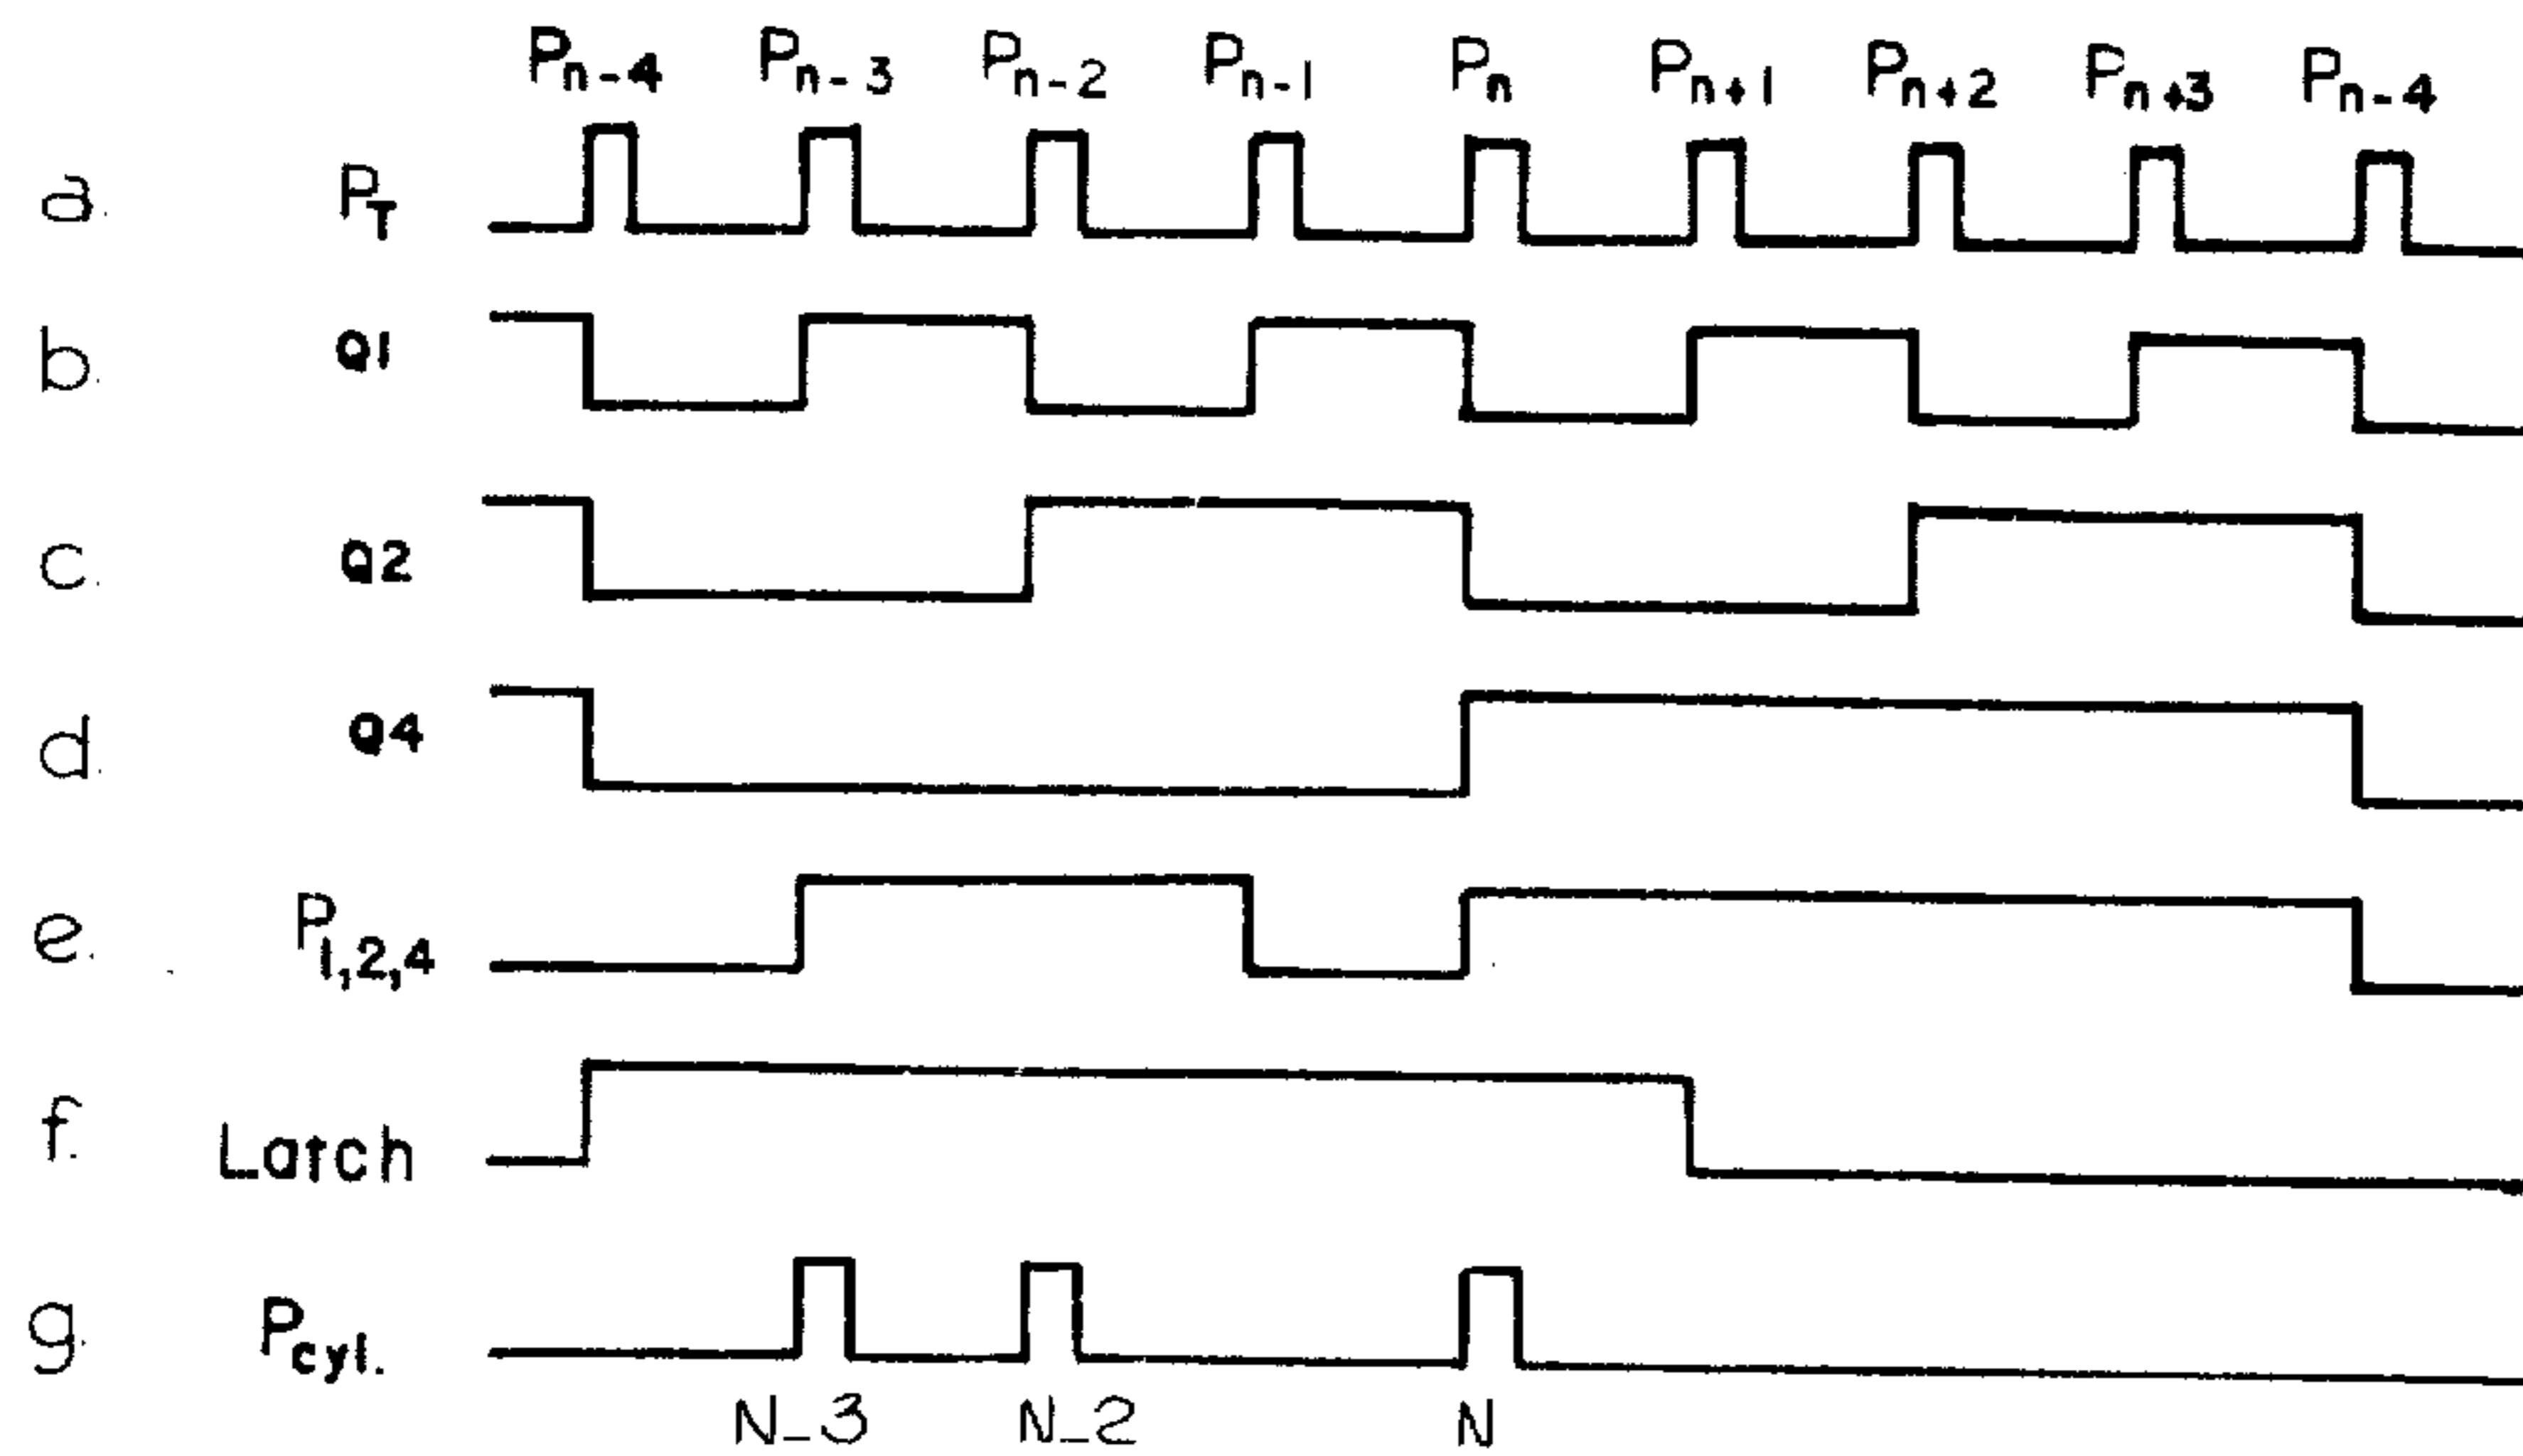 Pn-4 Pn-3 Pn-2 Pn-1 Pn Pn+1 Pn+2 Pn+3 Pn-4
a. PT
b. Q1
c. Q2
d. Q4
e. P1,2,4
f. Latch
g. Pcyl.
N-3 N-2 N